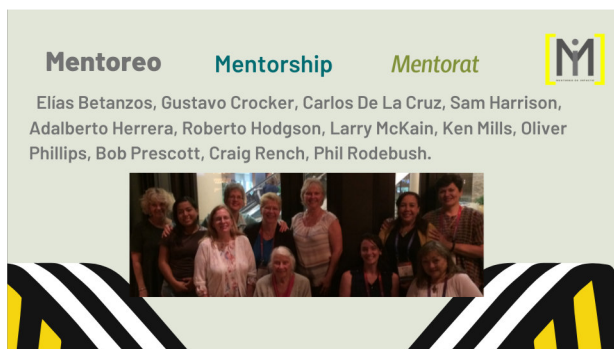 Mentoreo Mentorship Mentorat
Elías Betanzos, Gustavo Crocker, Carlos De La Cruz, Sam Harrison,
Adalberto Herrera, Roberto Hodgson, Larry McKain, Ken Mills, Oliver
Phillips, Bob Prescott, Craig Rench, Phil Rodebush.